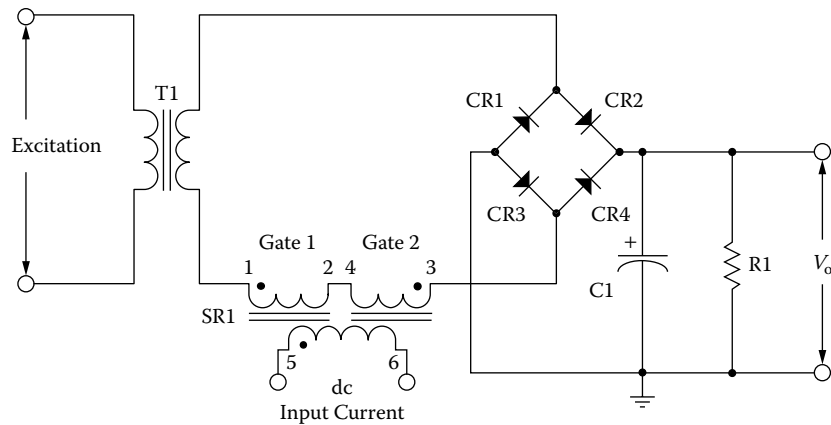 T1
Excitation
CR1
CR2
CR3
CR4
Gate 1
Gate 2
1
2
4
3
SR1
5
6
dc
Input Current
+
C1
R1
Vo